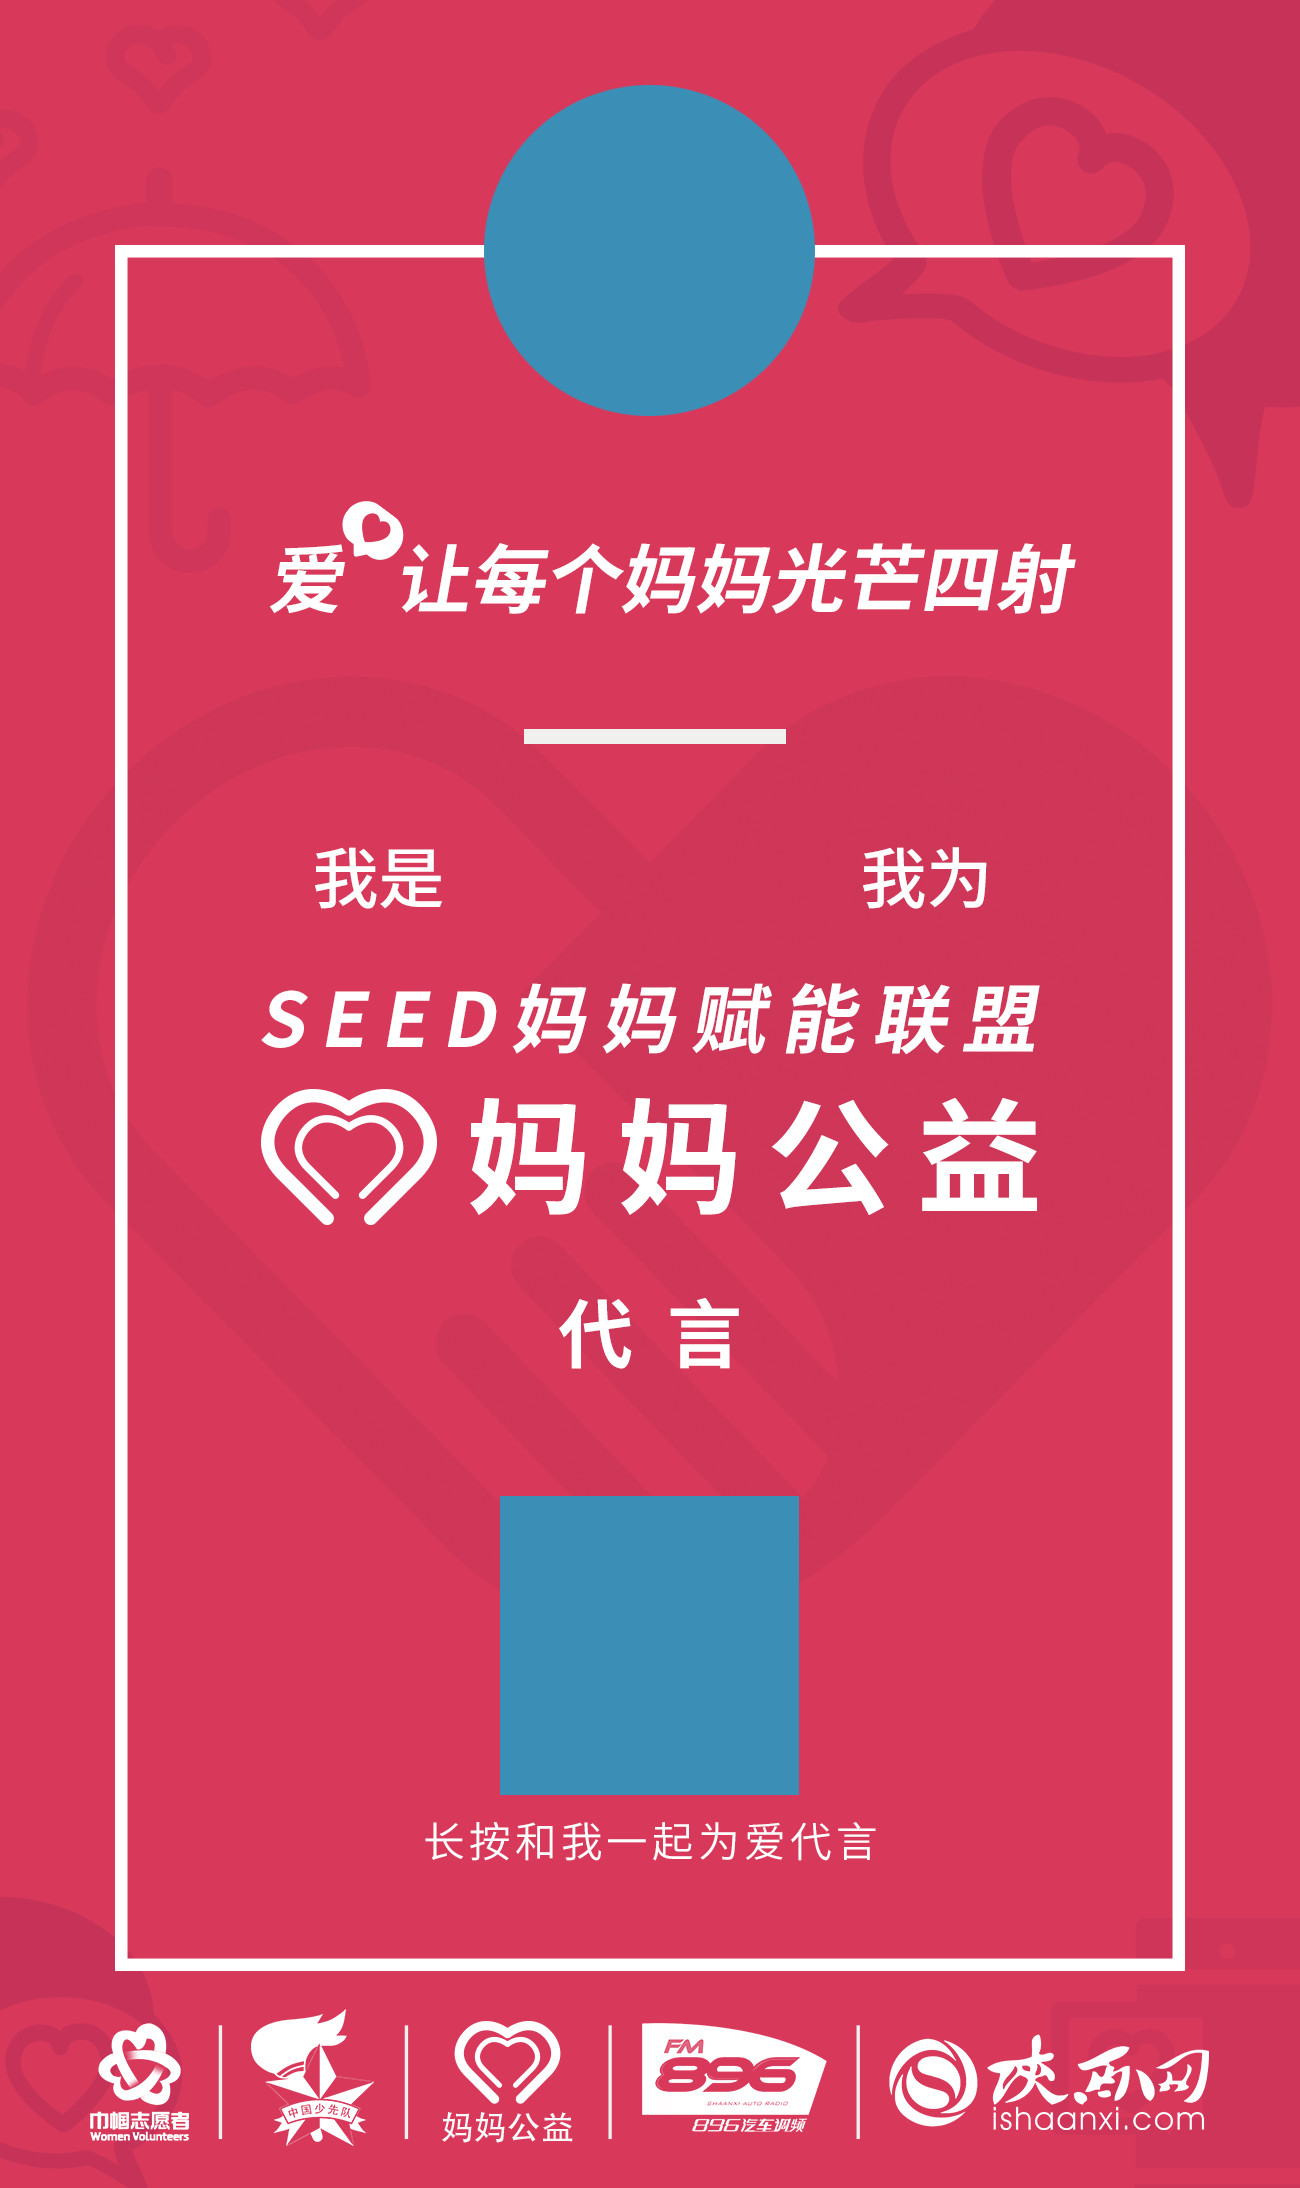 爱让每个妈妈光芒四射
我是 我为
SEED妈妈赋能联盟
妈妈公益
代言
长按和我一起为爱代言
巾帼志愿者
Women Volunteers
中国少先队
妈妈公益
FM
896
SHAANXI AUTO RADIO
896汽车调频
陕西网
ishaanxi.com